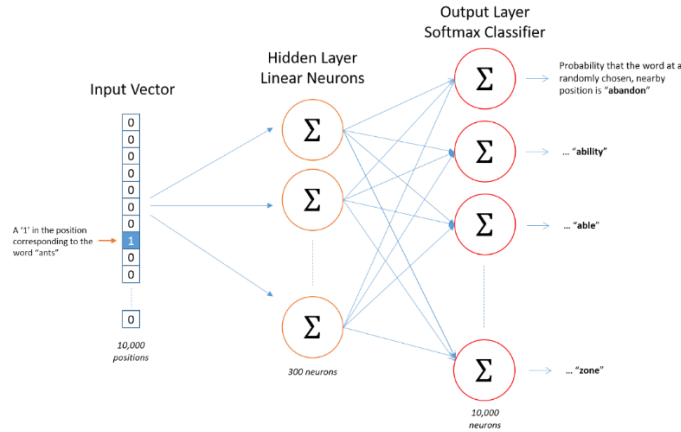 Output Layer
Softmax Classifier
Hidden Layer
Linear Neurons
Input Vector
Probability that the word at a
randomly chosen, nearby
position is "abandon"
... "ability"
... "able"
... "zone"
A '1' in the position
corresponding to the
word "ants"
0
0
0
0
0
0
0
1
0
0
0
10,000
positions
Σ
Σ
Σ
300 neurons
Σ
Σ
Σ
Σ
10,000
neurons